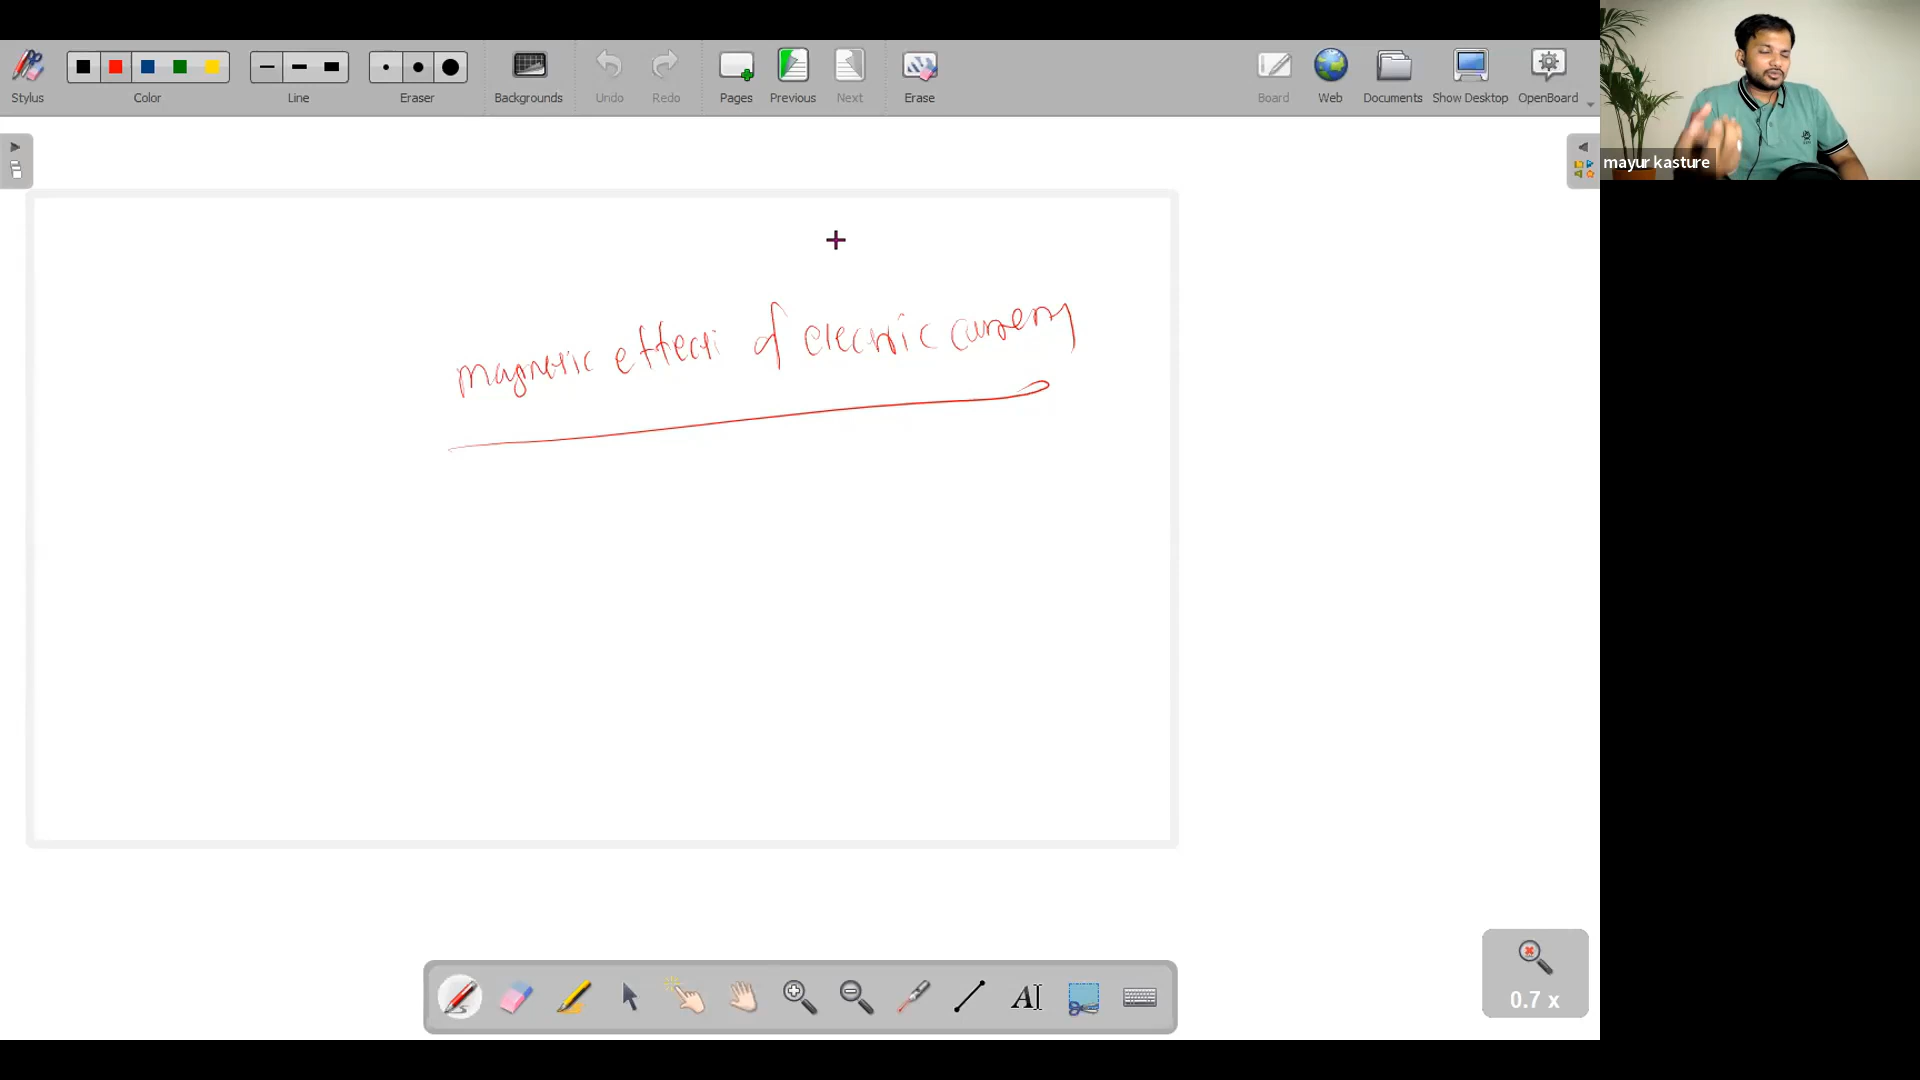 Stylus Color Line Eraser Backgrounds Undo Redo Pages Previous Next Erase Board Web Documents Show Desktop OpenBoard
mayur kasture
magnetic effect of electric current
AI
0.7 x